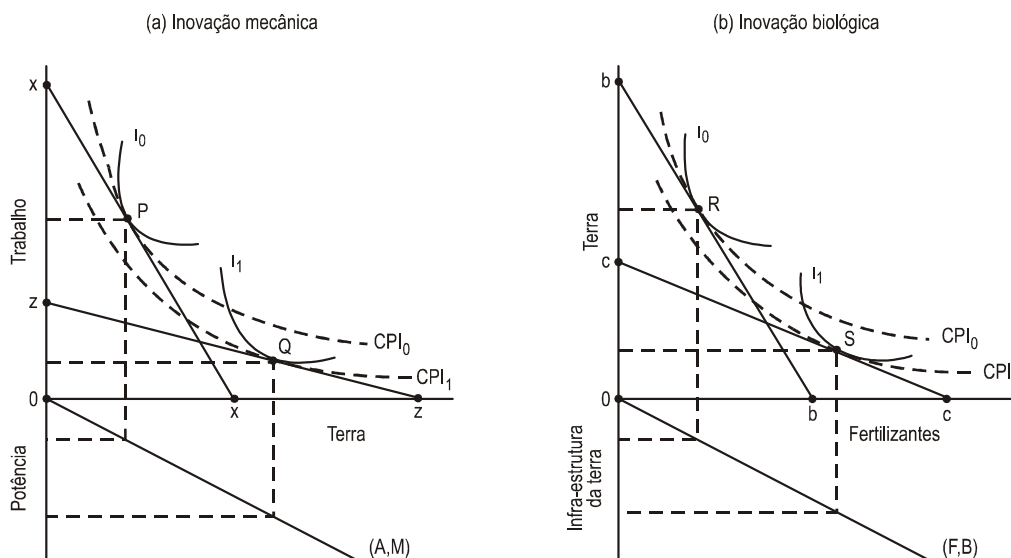 (a) Inovação mecânica
x
I0
P
Trabalho
I1
z
Q
CPI0
CPI1
0
x
z
Terra
Potência
(A,M)
(b) Inovação biológica
b
I0
R
Terra
c
I1
S
CPI0
CPI
0
b
c
Fertilizantes
Infra-estrutura
da terra
(F,B)